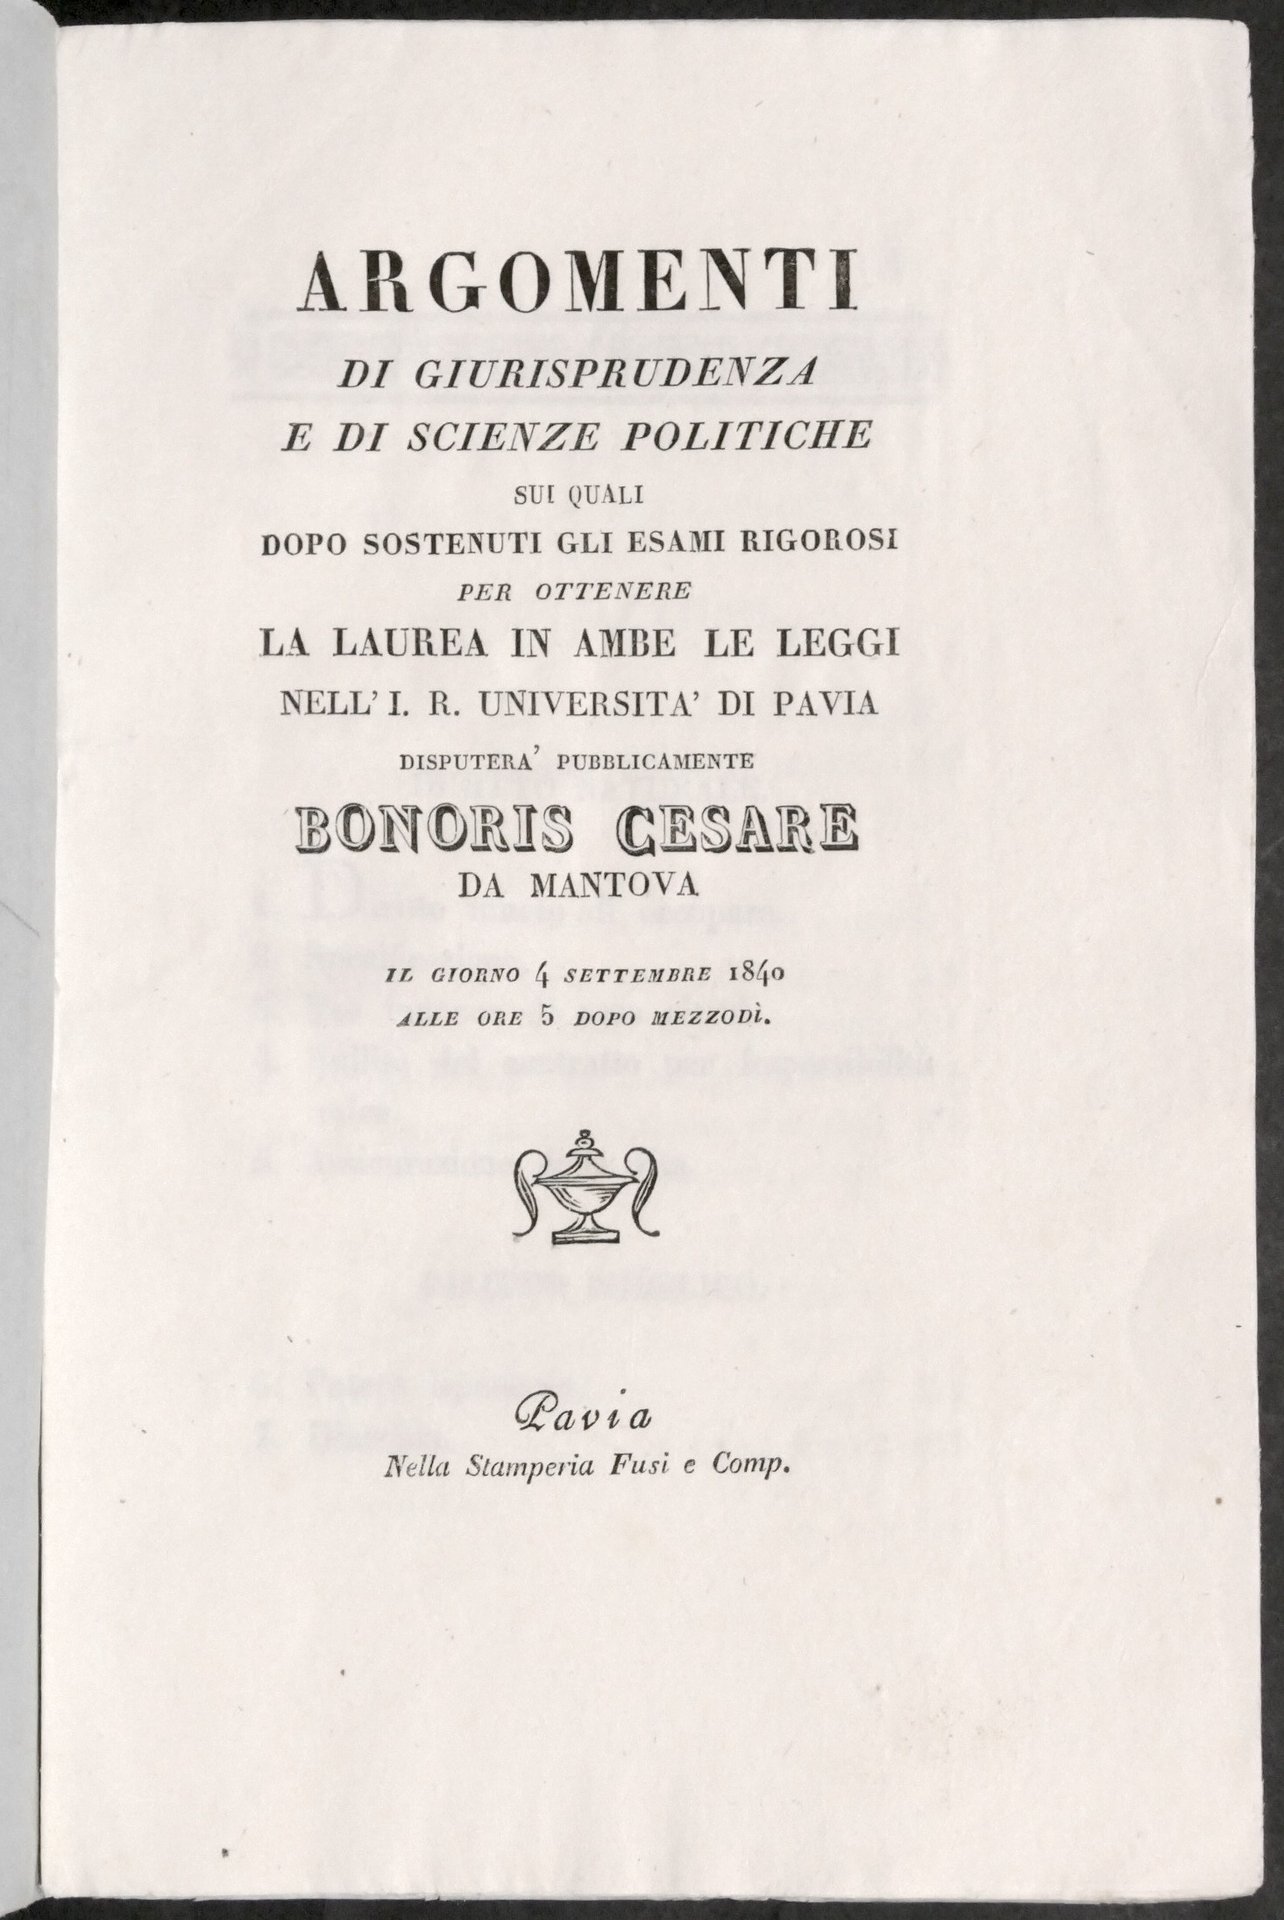 ARGOMENTI
DI GIURISPRUDENZA
E DI SCIENZE POLITICHE
SUI QUALI
DOPO SOSTENUTI GLI ESAMI RIGOROSI
PER OTTENERE
LA LAUREA IN AMBE LE LEGGI
NELL' I. R. UNIVERSITA' DI PAVIA
DISPUTERA' PUBBLICAMENTE
BONORIS CESARE
DA MANTOVA
IL GIORNO 4 SETTEMBRE 1840
ALLE ORE 5 DOPO MEZZODÌ.
Pavia
Nella Stamperia Fusi e Comp.